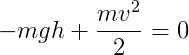 $-mgh + \frac{mv^2}{2} = 0$